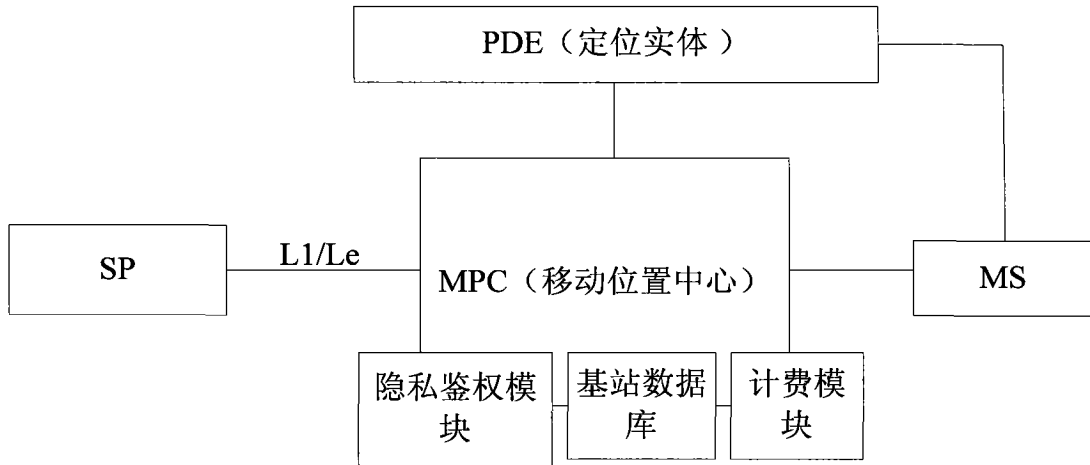 PDE（定位实体 ）
SP
L1/Le
MPC（移动位置中心）
MS
隐私鉴权模
块
基站数据
库
计费模
块